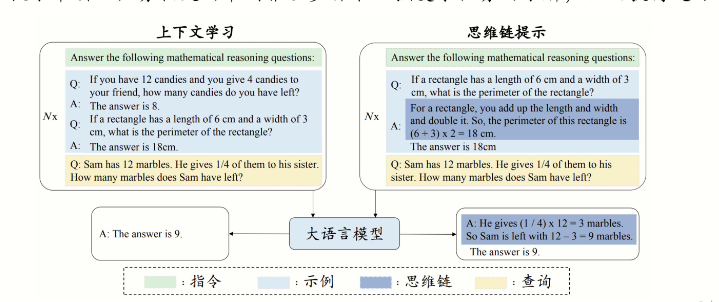 上下文学习
Answer the following mathematical reasoning questions:
Nx
Q: If you have 12 candies and you give 4 candies to
your friend, how many candies do you have left?
A: The answer is 8.
Q: If a rectangle has a length of 6 cm and a width of 3
cm, what is the perimeter of the rectangle?
A: The answer is 18cm.
Q: Sam has 12 marbles. He gives 1/4 of them to his sister.
How many marbles does Sam have left?
思维链提示
Answer the following mathematical reasoning questions:
Nx
Q: If a rectangle has a length of 6 cm and a width of 3
cm, what is the perimeter of the rectangle?
A: For a rectangle, you add up the length and width
and double it. So, the perimeter of this rectangle is
(6 + 3) x 2 = 18 cm.
The answer is 18cm
Q: Sam has 12 marbles. He gives 1/4 of them to his
sister. How many marbles does Sam have left?
A: The answer is 9.
大语言模型
A: He gives (1 / 4) x 12 = 3 marbles.
So Sam is left with 12 – 3 = 9 marbles.
The answer is 9.
: 指令
: 示例
: 思维链
: 查询